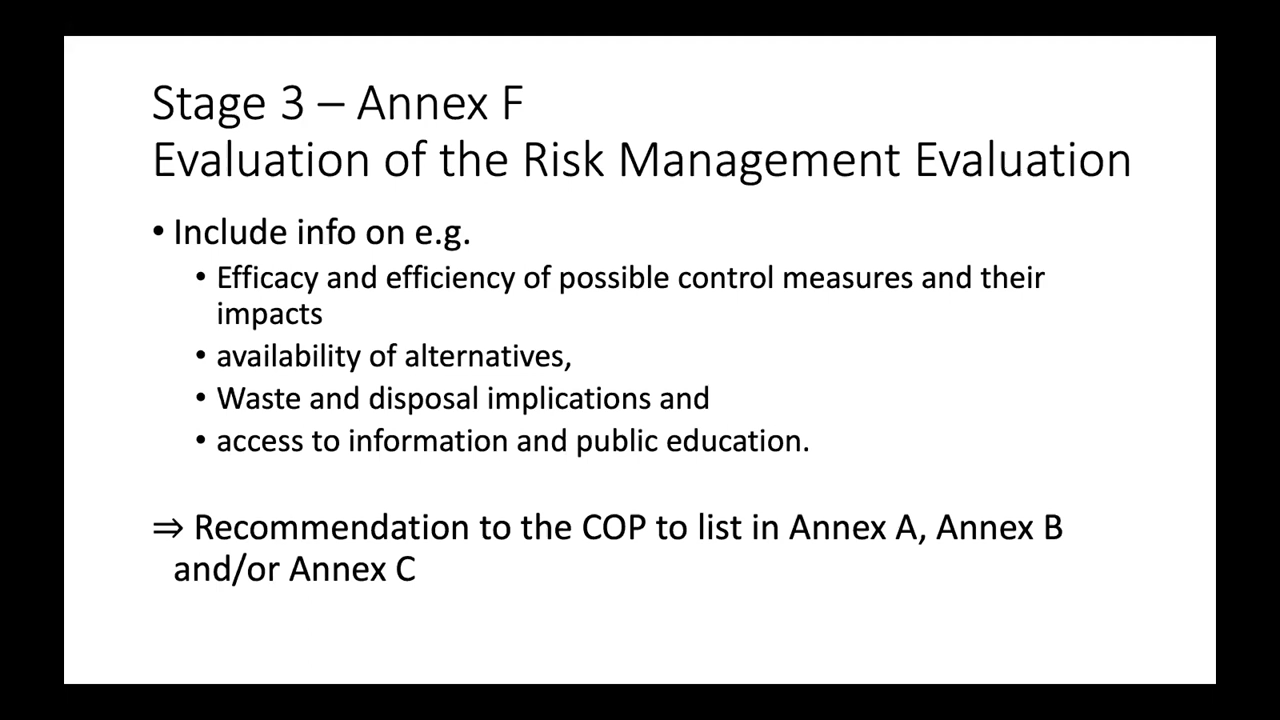 Stage 3 – Annex F
Evaluation of the Risk Management Evaluation
• Include info on e.g.
• Efficacy and efficiency of possible control measures and their
impacts
• availability of alternatives,
• Waste and disposal implications and
• access to information and public education.
⇒ Recommendation to the COP to list in Annex A, Annex B
and/or Annex C